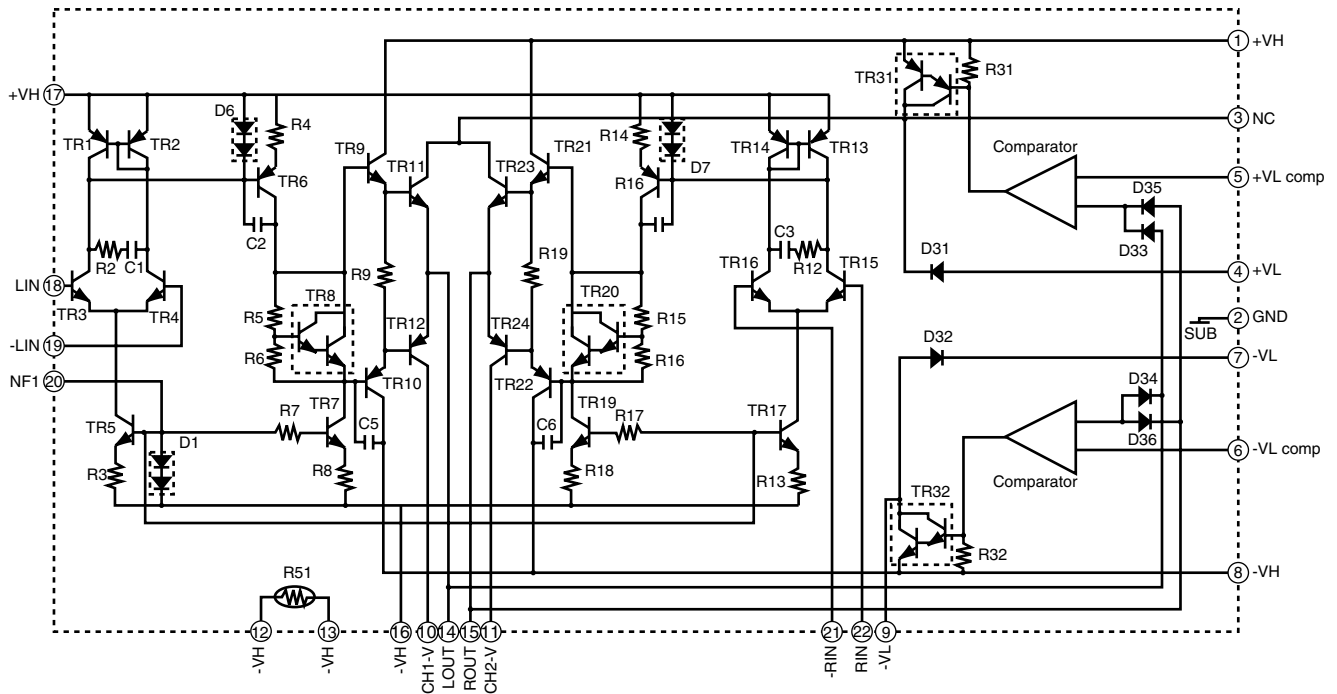 1 +VH
TR31
R31
+VH 17
D6
R4
R14
TR1
TR2
TR9
TR11
TR23
TR21
D7
TR14
TR13
3 NC
Comparator
TR6
R16
5 +VL comp
D35
D33
C2
R2
C1
R9
R19
C3
R12
D31
4 +VL
LIN 18
TR3
TR4
TR16
TR15
R5
TR8
TR12
TR24
TR20
R15
2 GND
SUB
-LIN 19
R6
R16
D32
7 -VL
NF1 20
TR10
TR22
D34
TR5
D1
R7
TR7
C5
C6
TR19
R17
TR17
D36
6 -VL comp
R3
R8
R18
R13
Comparator
TR32
R32
R51
8 -VH
12 13 16 10 14 15 11 21 22 9
-VH
-VH
-VH
CH1-V
LOUT
ROUT
CH2-V
-RIN
RIN
-VL